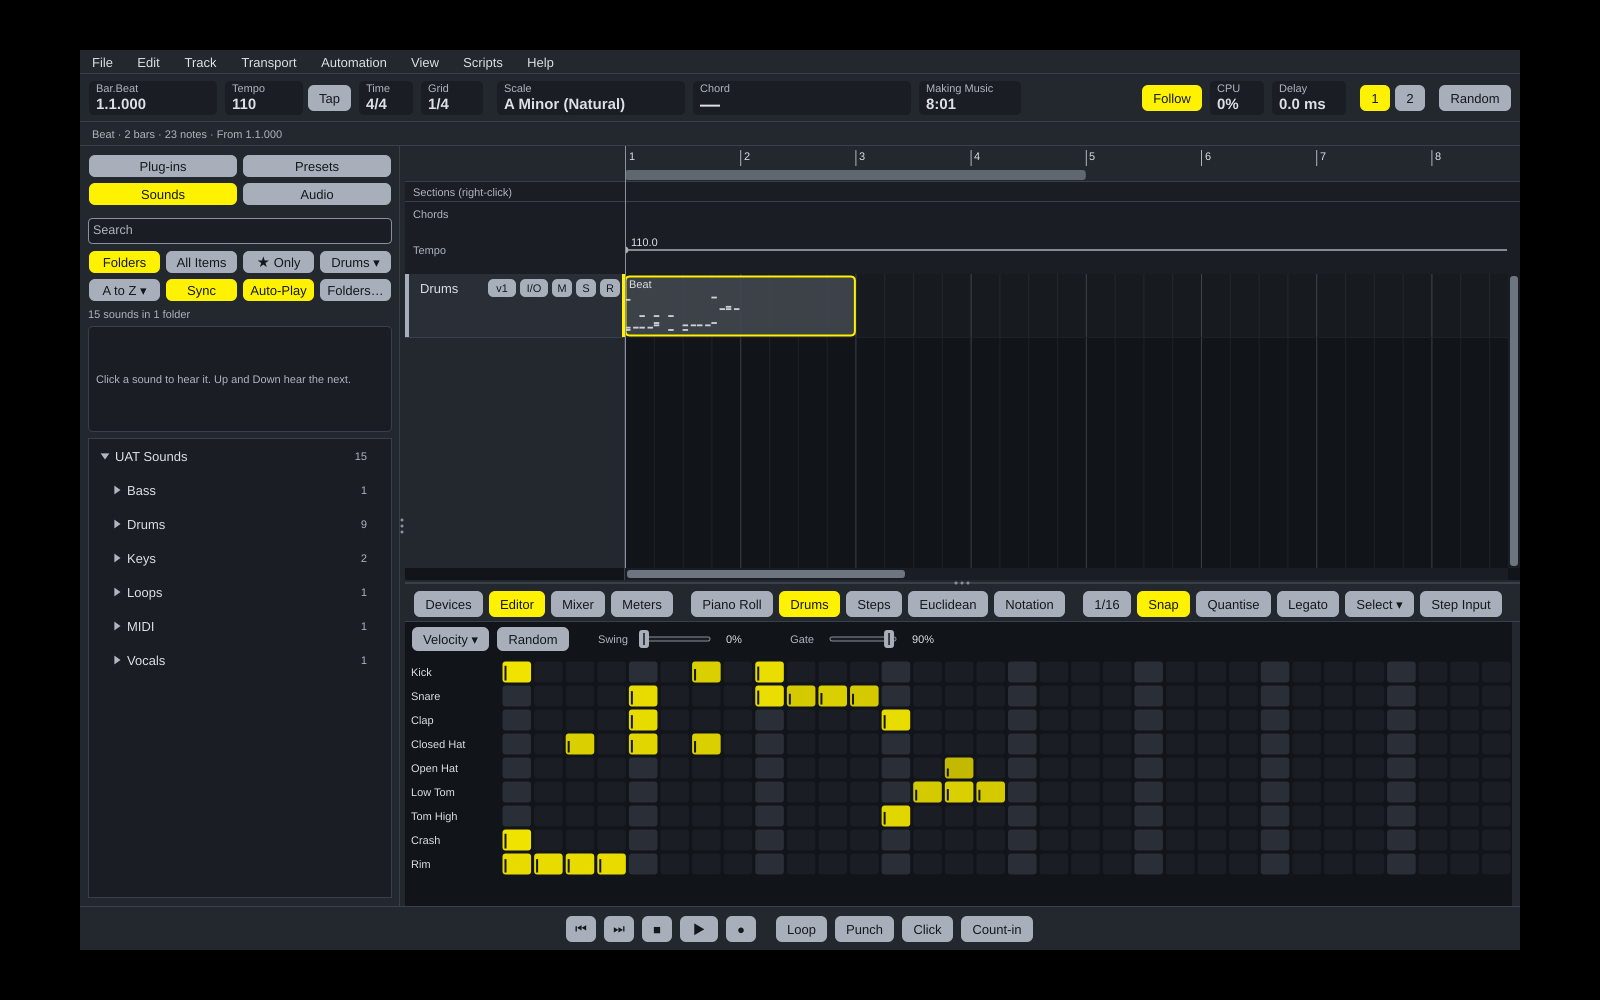 File Edit Track Transport Automation View Scripts Help
Bar.Beat Tempo Time Grid Scale Chord Making Music CPU Delay
1.1.000 110 Tap 4/4 1/4 A Minor (Natural) — 8:01 Follow 0% 0.0 ms 1 2 Random
Beat · 2 bars · 23 notes · From 1.1.000
Plug-ins Presets
Sounds Audio
Search
Folders All Items ★ Only Drums ▾
A to Z ▾ Sync Auto-Play Folders…
15 sounds in 1 folder
Click a sound to hear it. Up and Down hear the next.
UAT Sounds 15
Bass 1
Drums 9
Keys 2
Loops 1
MIDI 1
Vocals 1
1 2 3 4 5 6 7 8
Sections (right-click)
Chords
Tempo 110.0
Drums v1 I/O M S R Beat
Devices Editor Mixer Meters Piano Roll Drums Steps Euclidean Notation 1/16 Snap Quantise Legato Select ▾ Step Input
Velocity ▾ Random Swing 0% Gate 90%
Kick
Snare
Clap
Closed Hat
Open Hat
Low Tom
Tom High
Crash
Rim
Loop Punch Click Count-in